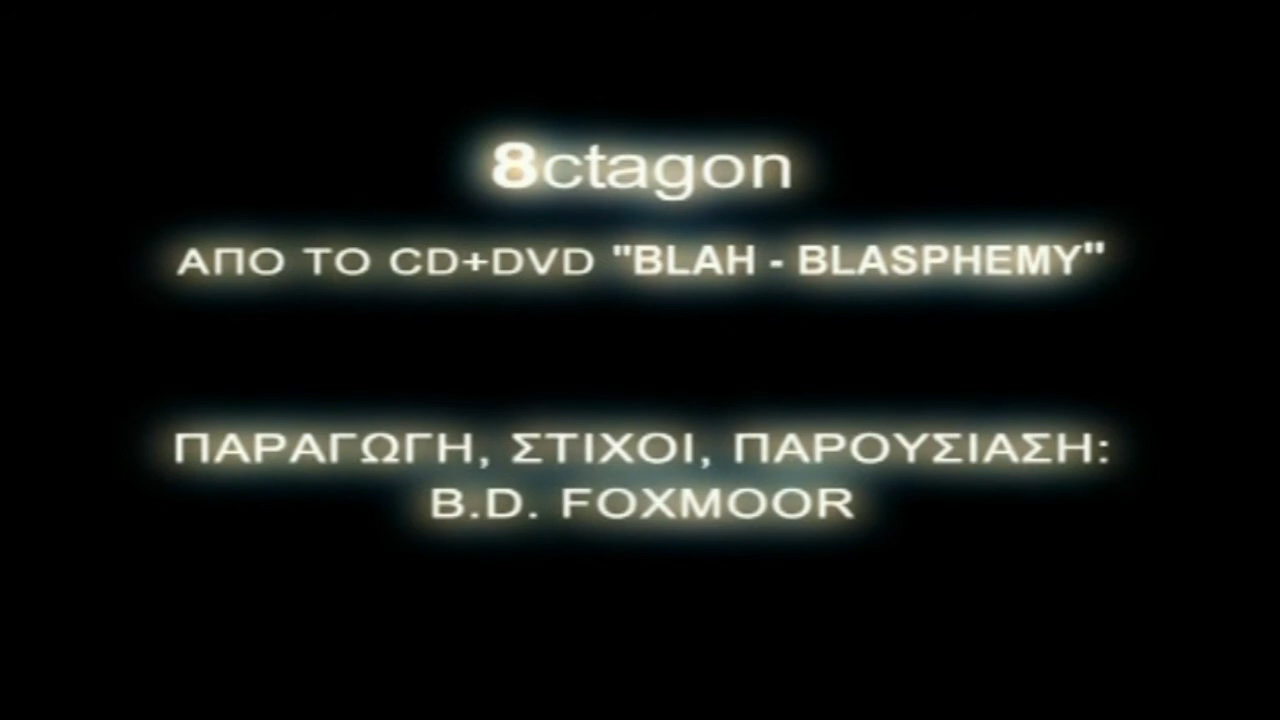 8ctagon
ΑΠΟ ΤΟ CD+DVD "BLAH - BLASPHEMY"
ΠΑΡΑΓΩΓΗ, ΣΤΙΧΟΙ, ΠΑΡΟΥΣΙΑΣΗ:
B.D. FOXMOOR